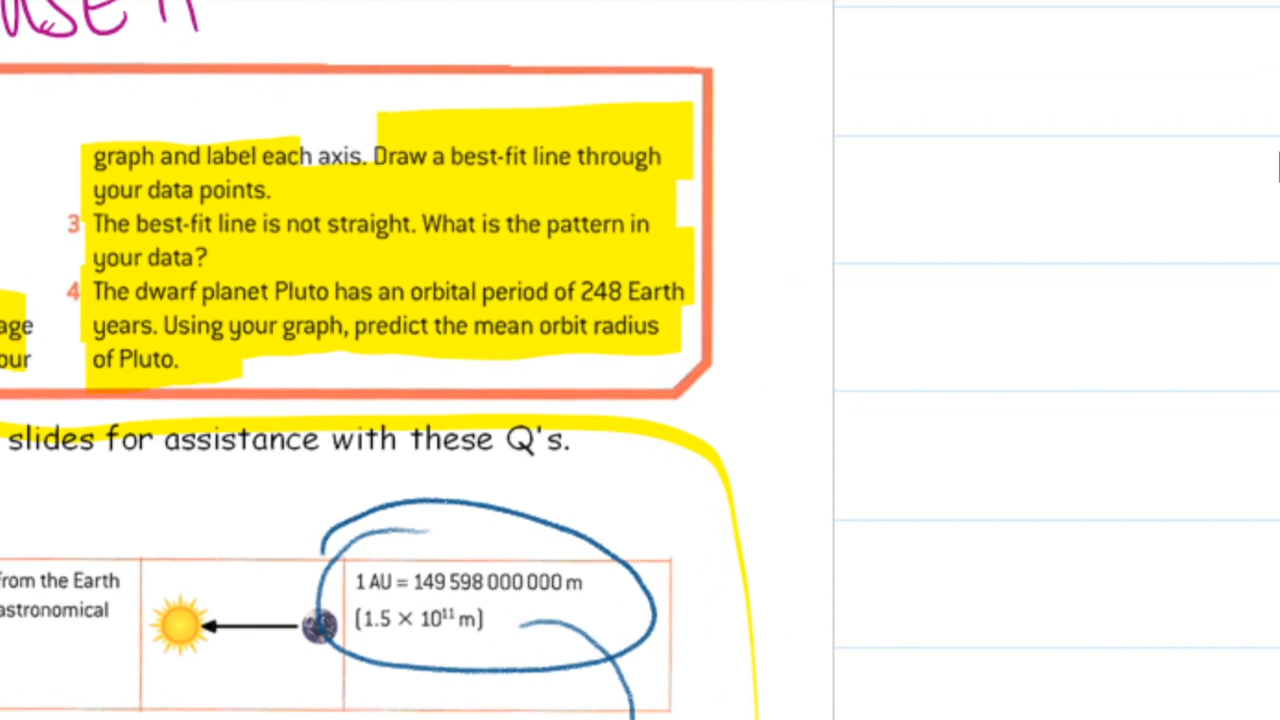 graph and label each axis. Draw a best-fit line through
your data points.
3 The best-fit line is not straight. What is the pattern in
your data?
4 The dwarf planet Pluto has an orbital period of 248 Earth
age years. Using your graph, predict the mean orbit radius
our of Pluto.
slides for assistance with these Q's.
from the Earth
astronomical
1 AU = 149 598 000 000 m
(1.5 × 10¹¹ m)